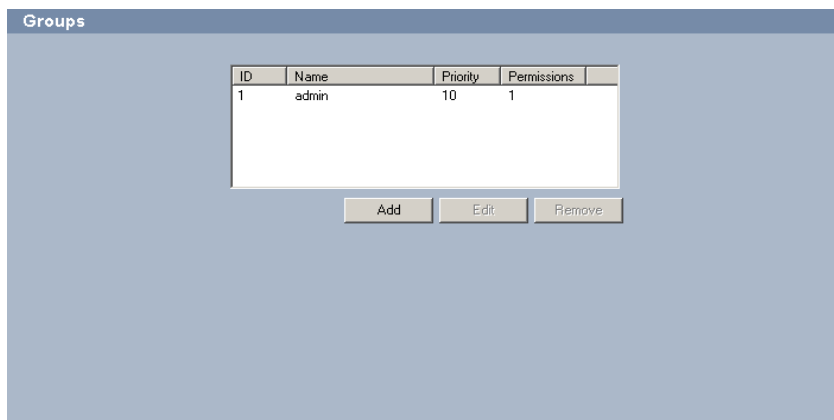 Groups
ID Name Priority Permissions
1 admin 10 1
Add Edit Remove